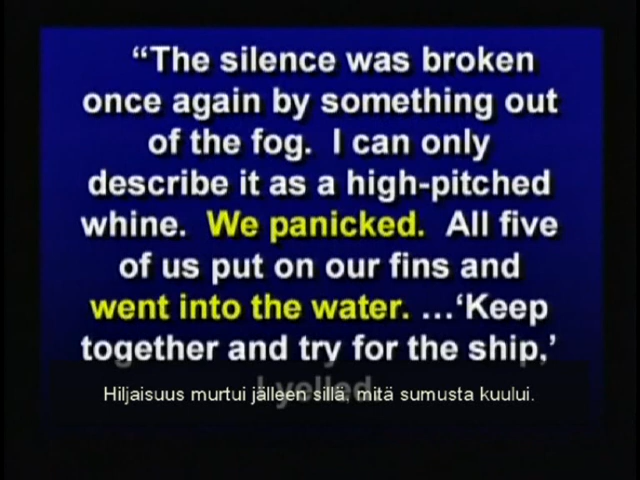 “The silence was broken
once again by something out
of the fog. I can only
describe it as a high-pitched
whine. We panicked. All five
of us put on our fins and
went into the water. …‘Keep
together and try for the ship,’
I yelled.
Hiljaisuus murtui jälleen sillä, mitä sumusta kuului.